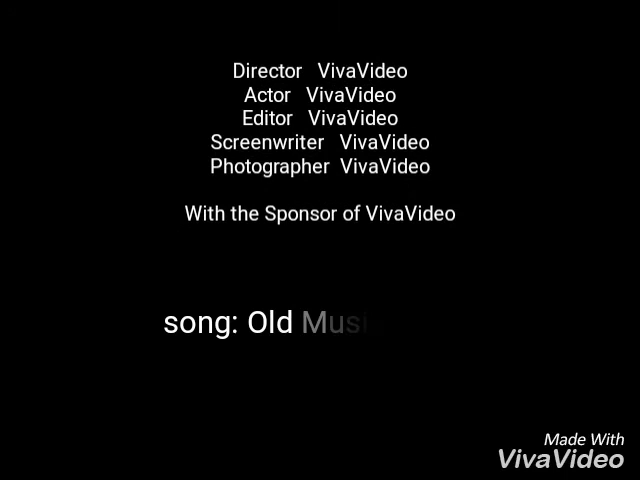 Director VivaVideo
Actor VivaVideo
Editor VivaVideo
Screenwriter VivaVideo
Photographer VivaVideo
With the Sponsor of VivaVideo
song: Old Musi
Made With
VivaVideo